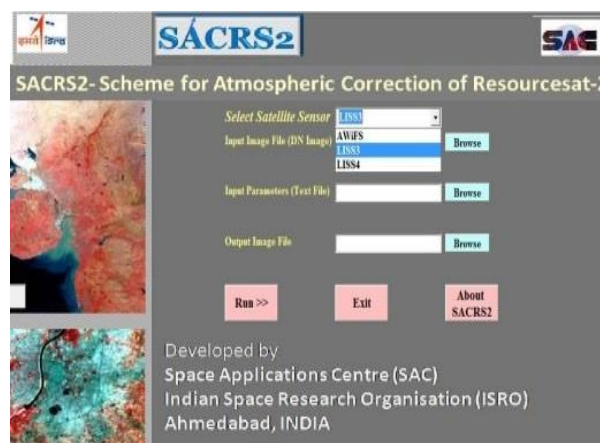 हमारो इसरो
SACRS2
SAC
SACRS2- Scheme for Atmospheric Correction of Resourcesat-2
Select Satellite Sensor LISS3
AWiFS
Input Image File (DN Image) LISS3 Browse
LISS4
Input Parameters (Text File) Browse
Output Image File Browse
Run >> Exit About
SACRS2
Developed by
Space Applications Centre (SAC)
Indian Space Research Organisation (ISRO)
Ahmedabad, INDIA